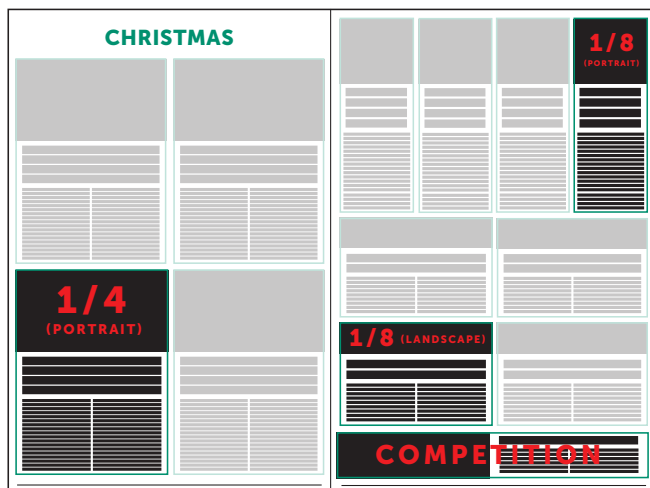 CHRISTMAS
1/4
(PORTRAIT)
1/8
(PORTRAIT)
1/8 (LANDSCAPE)
COMPETITION